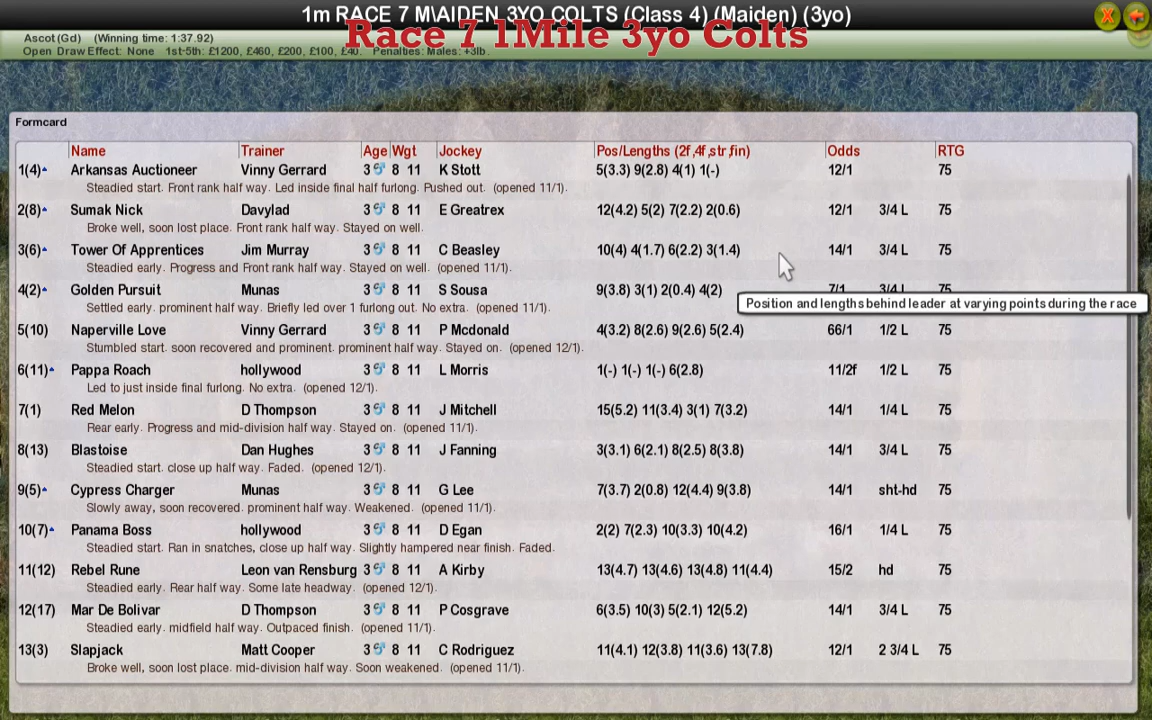 1m RACE 7 M\AIDEN 3YO COLTS (Class 4) (Maiden) (3yo)
Race 7 1Mile 3yo Colts
Ascot(Gd) (Winning time: 1:37.92)
Open Draw Effect: None 1st-5th: £1200, £460, £200, £100, £40. Penalties: Males: +3lb.
Formcard
Name Trainer Age Wgt Jockey Pos/Lengths (2f,4f,str,fin) Odds RTG
1(4) Arkansas Auctioneer Vinny Gerrard 3 8 11 K Stott 5(3.3) 9(2.8) 4(1) 1(-) 12/1 75
Steadied start. Front rank half way. Led inside final half furlong. Pushed out. (opened 11/1).
2(8) Sumak Nick Davylad 3 8 11 E Greatrex 12(4.2) 5(2) 7(2.2) 2(0.6) 12/1 3/4 L 75
Broke well, soon lost place. Front rank half way. Stayed on well.
3(6) Tower Of Apprentices Jim Murray 3 8 11 C Beasley 10(4) 4(1.7) 6(2.2) 3(1.4) 14/1 3/4 L 75
Steadied early. Progress and Front rank half way. Stayed on well. (opened 11/1).
4(2) Golden Pursuit Munas 3 8 11 S Sousa 9(3.8) 3(1) 2(0.4) 4(2) 7/1 3/4 L 75
Settled early. prominent half way. Briefly led over 1 furlong out. No extra. (opened 11/1).
Position and lengths behind leader at varying points during the race
5(10) Naperville Love Vinny Gerrard 3 8 11 P Mcdonald 4(3.2) 8(2.6) 9(2.6) 5(2.4) 66/1 1/2 L 75
Stumbled start. soon recovered and prominent. prominent half way. Stayed on. (opened 12/1).
6(11) Pappa Roach hollywood 3 8 11 L Morris 1(-) 1(-) 1(-) 6(2.8) 11/2f 1/2 L 75
Led to just inside final furlong. No extra. (opened 12/1).
7(1) Red Melon D Thompson 3 8 11 J Mitchell 15(5.2) 11(3.4) 3(1) 7(3.2) 14/1 1/4 L 75
Rear early. Progress and mid-division half way. Stayed on. (opened 11/1).
8(13) Blastoise Dan Hughes 3 8 11 J Fanning 3(3.1) 6(2.1) 8(2.5) 8(3.8) 14/1 3/4 L 75
Steadied start. close up half way. Faded. (opened 12/1).
9(5) Cypress Charger Munas 3 8 11 G Lee 7(3.7) 2(0.8) 12(4.4) 9(3.8) 14/1 sht-hd 75
Slowly away, soon recovered. prominent half way. Weakened. (opened 11/1).
10(7) Panama Boss hollywood 3 8 11 D Egan 2(2) 7(2.3) 10(3.3) 10(4.2) 16/1 1/4 L 75
Steadied start. Ran in snatches, close up half way. Slightly hampered near finish. Faded.
11(12) Rebel Rune Leon van Rensburg 3 8 11 A Kirby 13(4.7) 13(4.6) 13(4.8) 11(4.4) 15/2 hd 75
Steadied early. Rear half way. Some late headway. (opened 12/1).
12(17) Mar De Bolivar D Thompson 3 8 11 P Cosgrave 6(3.5) 10(3) 5(2.1) 12(5.2) 14/1 3/4 L 75
Steadied early. midfield half way. Outpaced finish. (opened 11/1).
13(3) Slapjack Matt Cooper 3 8 11 C Rodriguez 11(4.1) 12(3.8) 11(3.6) 13(7.8) 12/1 2 3/4 L 75
Broke well, soon lost place. mid-division half way. Soon weakened. (opened 11/1).